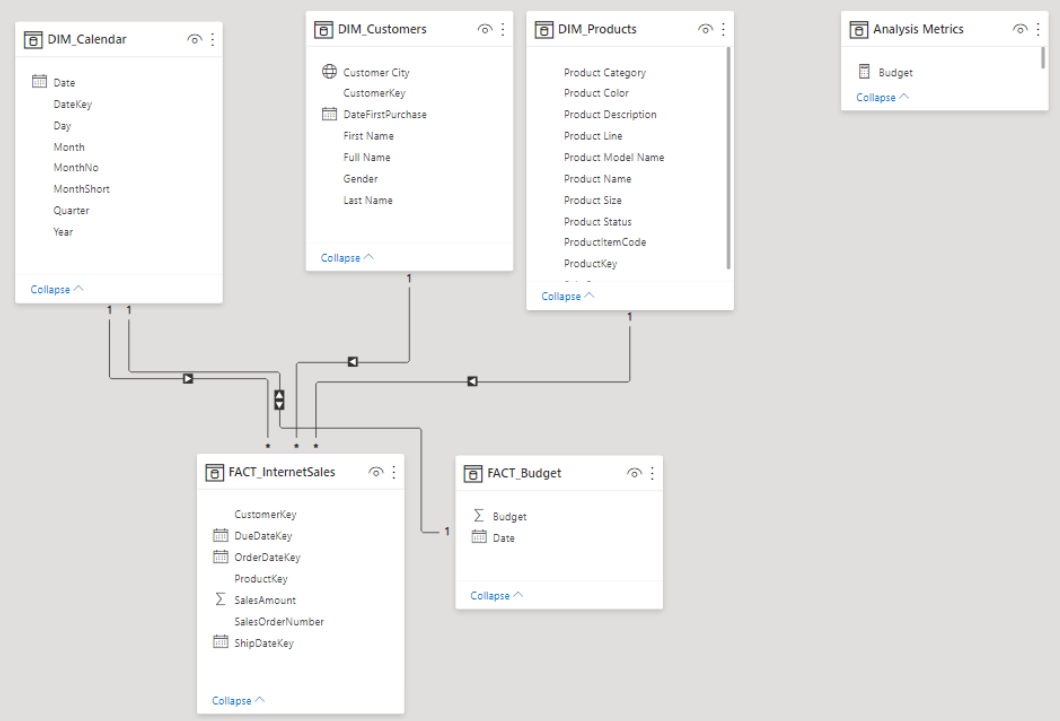 DIM_Calendar
Date
DateKey
Day
Month
MonthNo
MonthShort
Quarter
Year
Collapse
DIM_Customers
Customer City
CustomerKey
DateFirstPurchase
First Name
Full Name
Gender
Last Name
Collapse
DIM_Products
Product Category
Product Color
Product Description
Product Line
Product Model Name
Product Name
Product Size
Product Status
ProductItemCode
ProductKey
Collapse
Analysis Metrics
Budget
Collapse
1 1
1
1
* * *
1
FACT_InternetSales
CustomerKey
DueDateKey
OrderDateKey
ProductKey
∑ SalesAmount
SalesOrderNumber
ShipDateKey
Collapse
FACT_Budget
∑ Budget
Date
Collapse